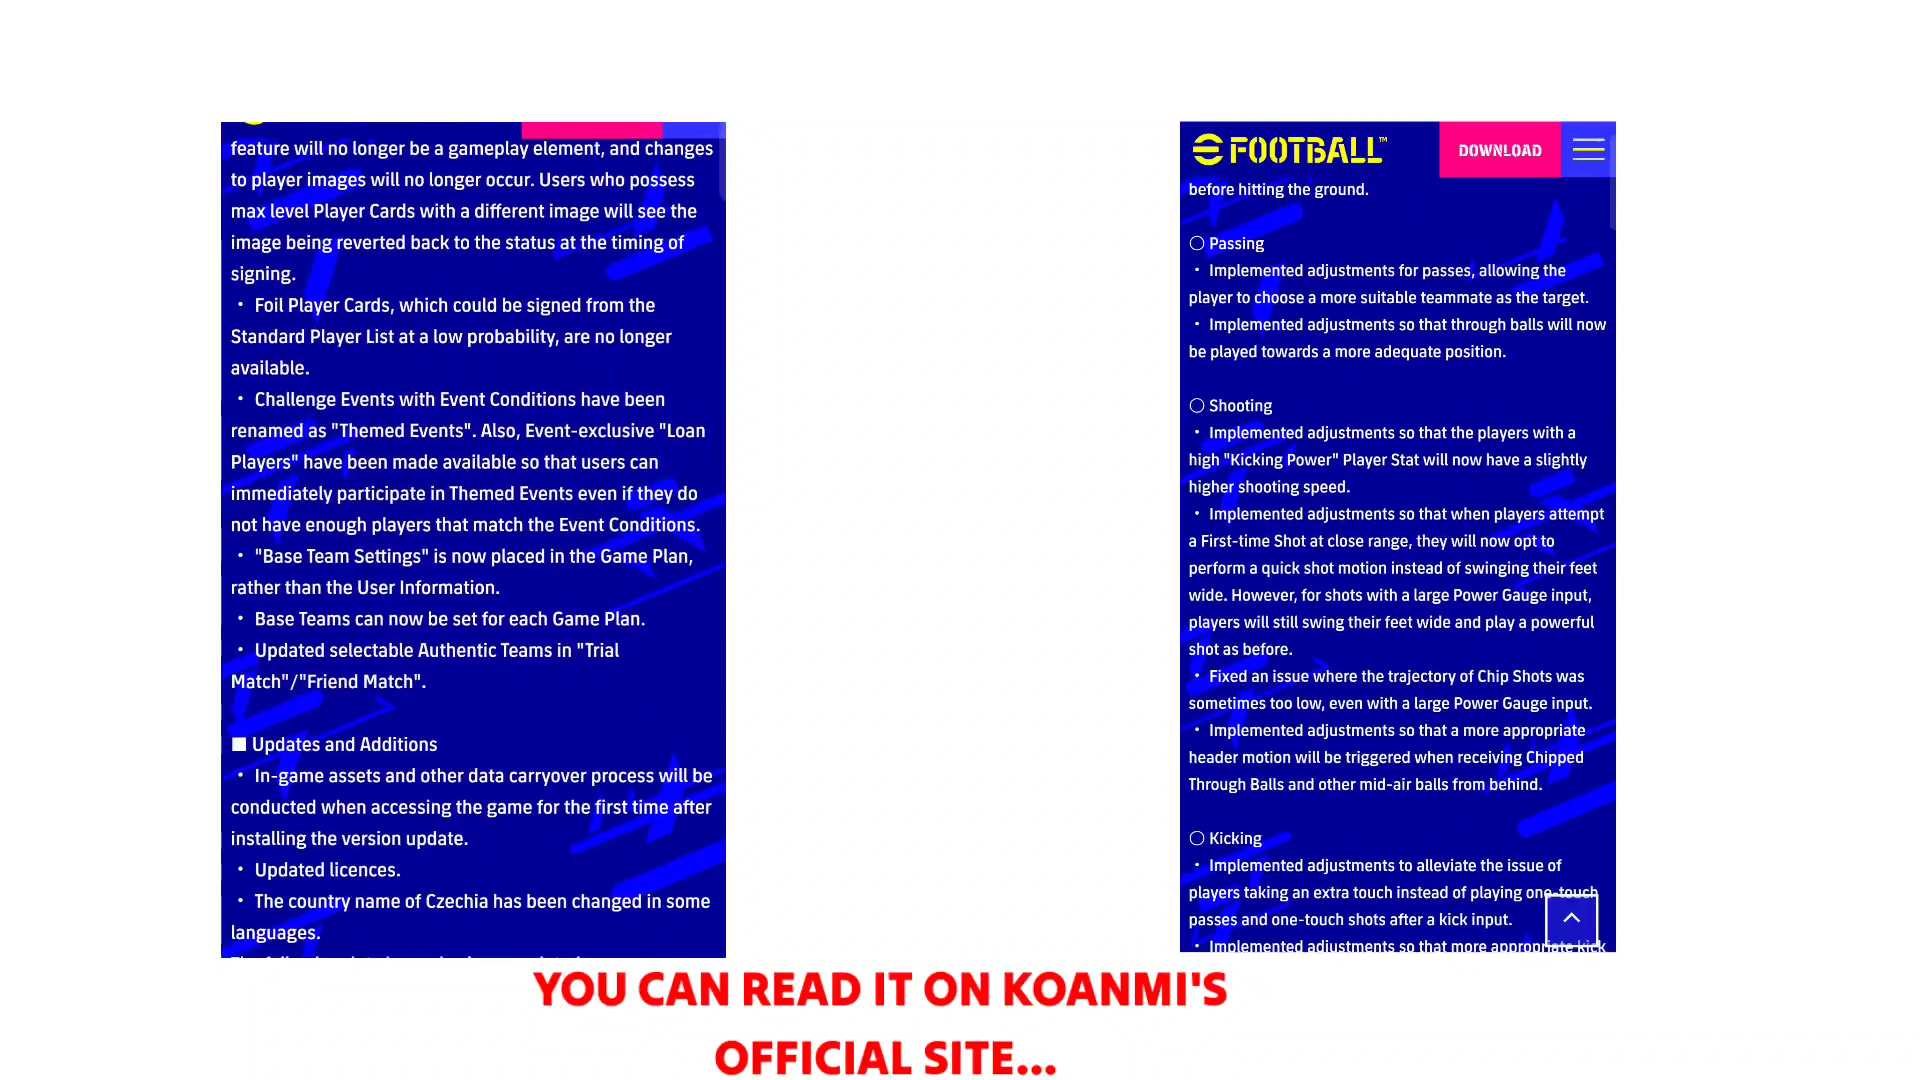 feature will no longer be a gameplay element, and changes
to player images will no longer occur. Users who possess
max level Player Cards with a different image will see the
image being reverted back to the status at the timing of
signing.
・ Foil Player Cards, which could be signed from the
Standard Player List at a low probability, are no longer
available.
・ Challenge Events with Event Conditions have been
renamed as "Themed Events". Also, Event-exclusive "Loan
Players" have been made available so that users can
immediately participate in Themed Events even if they do
not have enough players that match the Event Conditions.
・ "Base Team Settings" is now placed in the Game Plan,
rather than the User Information.
・ Base Teams can now be set for each Game Plan.
・ Updated selectable Authentic Teams in "Trial
Match"/"Friend Match".
■ Updates and Additions
・ In-game assets and other data carryover process will be
conducted when accessing the game for the first time after
installing the version update.
・ Updated licences.
・ The country name of Czechia has been changed in some
languages.
FOOTBALL™
DOWNLOAD
before hitting the ground.
○ Passing
・ Implemented adjustments for passes, allowing the
player to choose a more suitable teammate as the target.
・ Implemented adjustments so that through balls will now
be played towards a more adequate position.
○ Shooting
・ Implemented adjustments so that the players with a
high "Kicking Power" Player Stat will now have a slightly
higher shooting speed.
・ Implemented adjustments so that when players attempt
a First-time Shot at close range, they will now opt to
perform a quick shot motion instead of swinging their feet
wide. However, for shots with a large Power Gauge input,
players will still swing their feet wide and play a powerful
shot as before.
・ Fixed an issue where the trajectory of Chip Shots was
sometimes too low, even with a large Power Gauge input.
・ Implemented adjustments so that a more appropriate
header motion will be triggered when receiving Chipped
Through Balls and other mid-air balls from behind.
○ Kicking
・ Implemented adjustments to alleviate the issue of
players taking an extra touch instead of playing one-touch
passes and one-touch shots after a kick input.
・ Implemented adjustments so that more appropriate kick
YOU CAN READ IT ON KOANMI'S
OFFICIAL SITE...